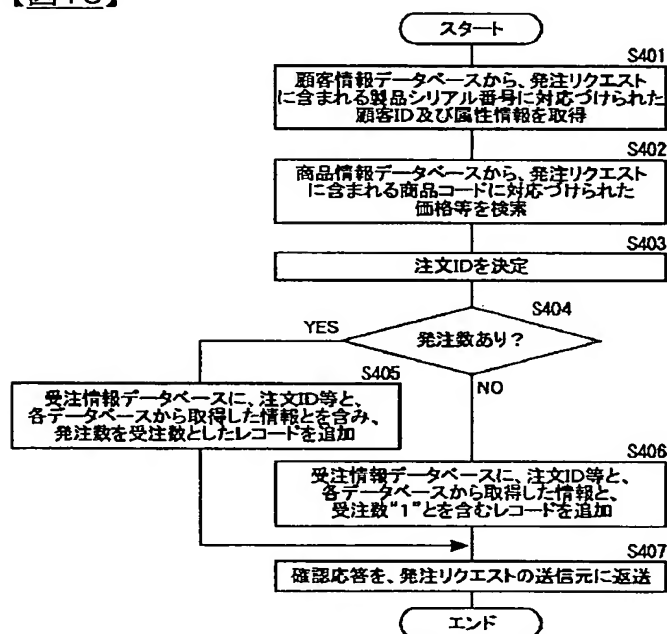 スタート
S401
顧客情報データベースから、発注リクエスト
に含まれる製品シリアル番号に対応づけられた
顧客ID及び属性情報を取得
S402
商品情報データベースから、発注リクエスト
に含まれる商品コードに対応づけられた
価格等を検索
S403
注文IDを決定
S404
発注数あり?
YES
NO
S405
受注情報データベースに、注文ID等と、
各データベースから取得した情報とを含み、
発注数を受注数としたレコードを追加
S406
受注情報データベースに、注文ID等と、
各データベースから取得した情報と、
受注数“1”とを含むレコードを追加
S407
確認応答を、発注リクエストの送信元に返送
エンド